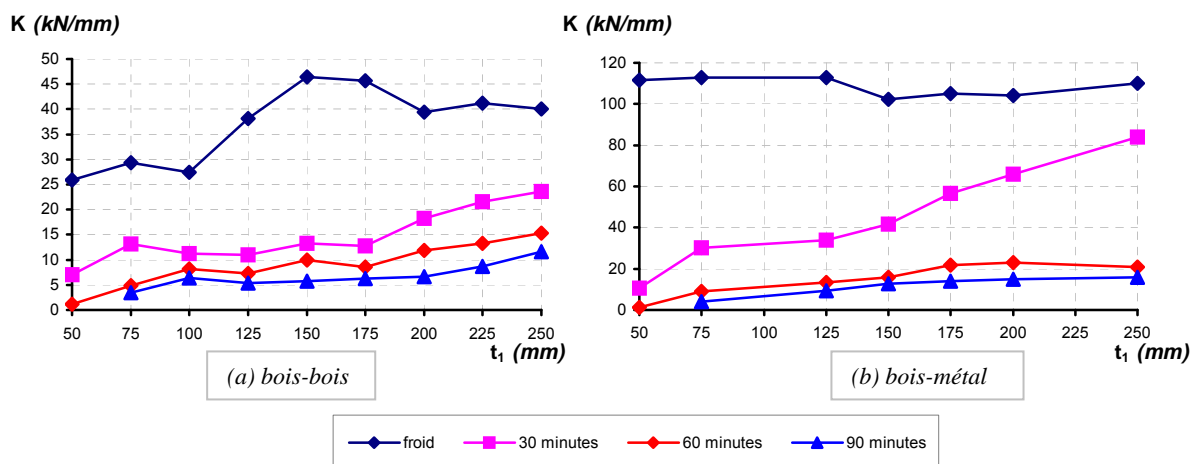 K (kN/mm)
50
45
40
35
30
25
20
15
10
5
0
50 75 100 125 150 175 200 225 250
t₁ (mm)
(a) bois-bois
K (kN/mm)
120
100
80
60
40
20
0
50 75 100 125 150 175 200 225 250
t₁ (mm)
(b) bois-métal
froid 30 minutes 60 minutes 90 minutes